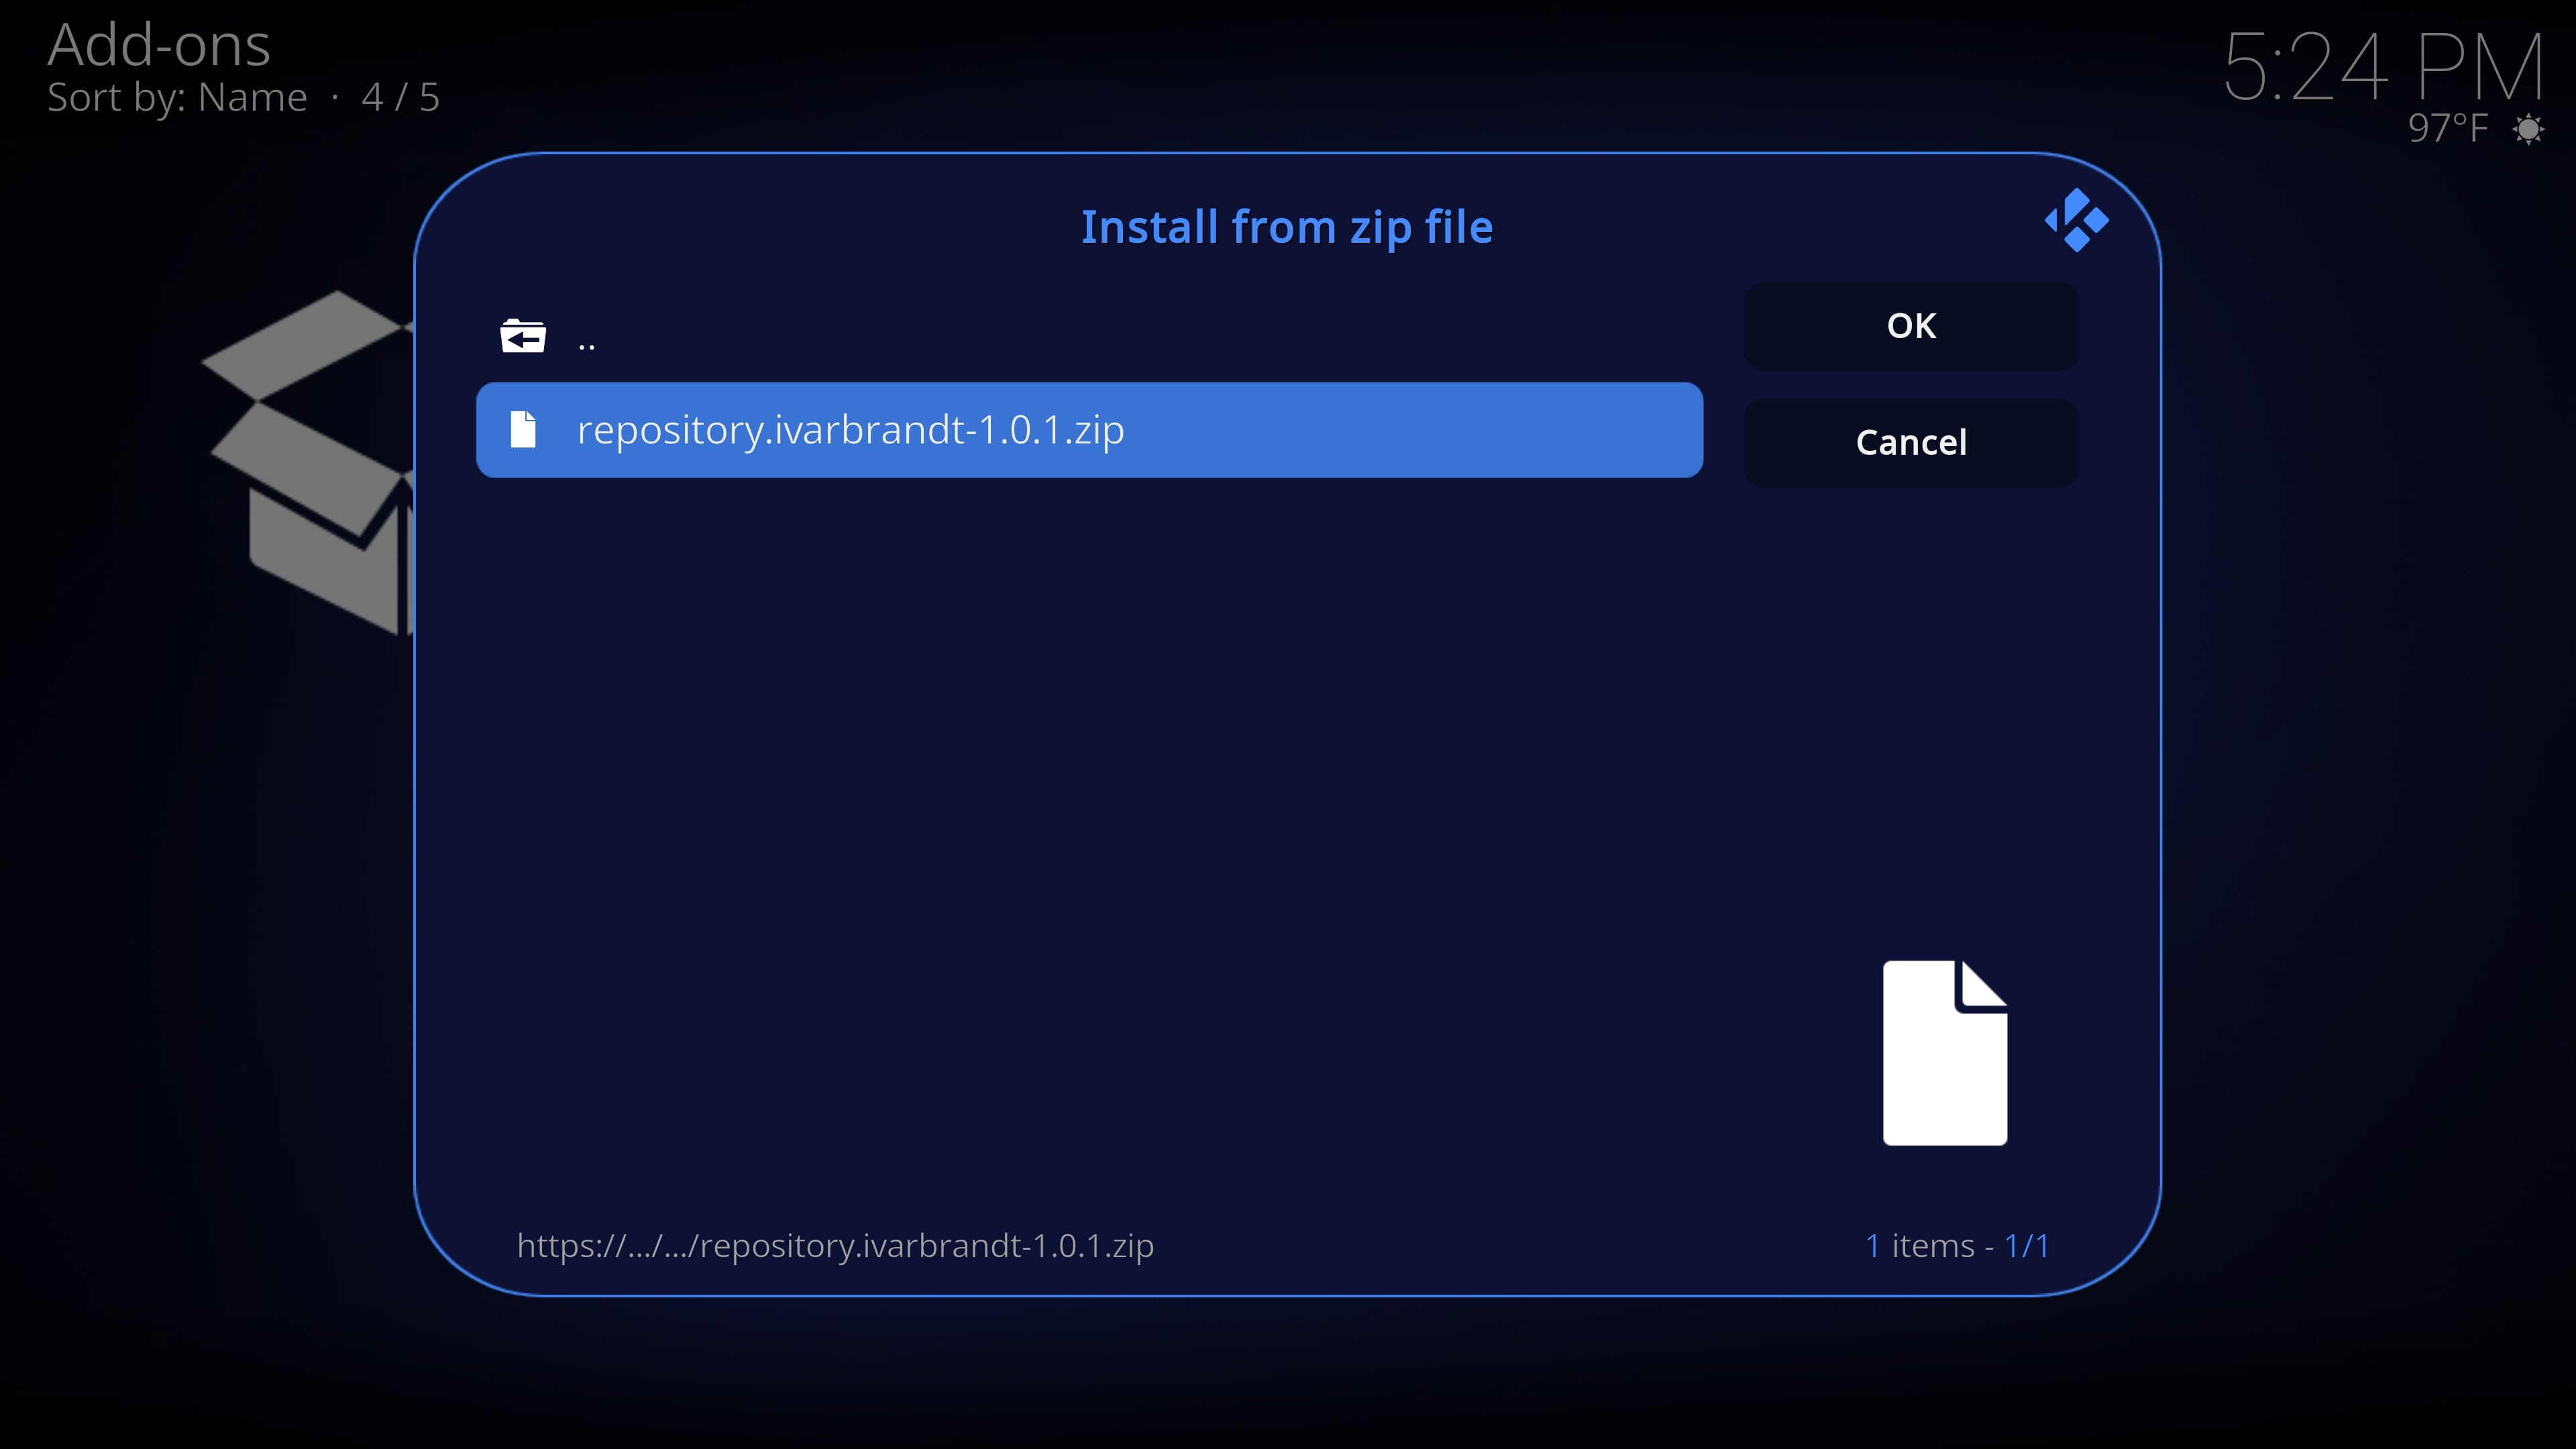 Add-ons
Sort by: Name · 4 / 5
5:24 PM
97°F
Install from zip file
..
repository.ivarbrandt-1.0.1.zip
OK
Cancel
https://.../.../repository.ivarbrandt-1.0.1.zip
1 items - 1/1